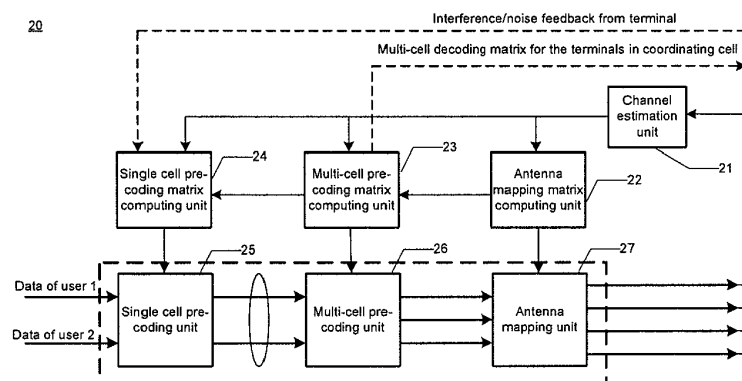 20
Interference/noise feedback from terminal
Multi-cell decoding matrix for the terminals in coordinating cell
Channel
estimation
unit
21
24
23
22
Single cell pre-
coding matrix
computing unit
Multi-cell pre-
coding matrix
computing unit
Antenna
mapping matrix
computing unit
25
26
27
Data of user 1
Data of user 2
Single cell pre-
coding unit
Multi-cell pre-
coding unit
Antenna
mapping unit